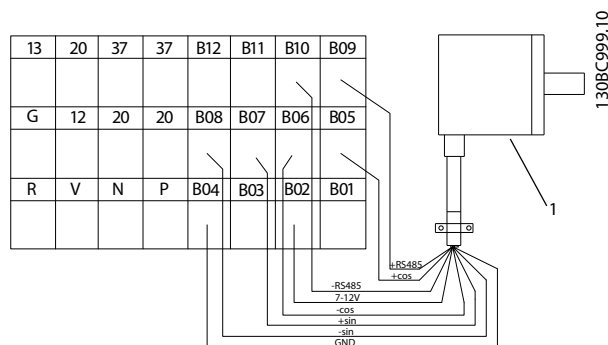 13 20 37 37 B12 B11 B10 B09
G 12 20 20 B08 B07 B06 B05
R V N P B04 B03 B02 B01
130BC999.10
1
+RS485
+cos
-RS485
7-12V
-cos
+sin
-sin
GND